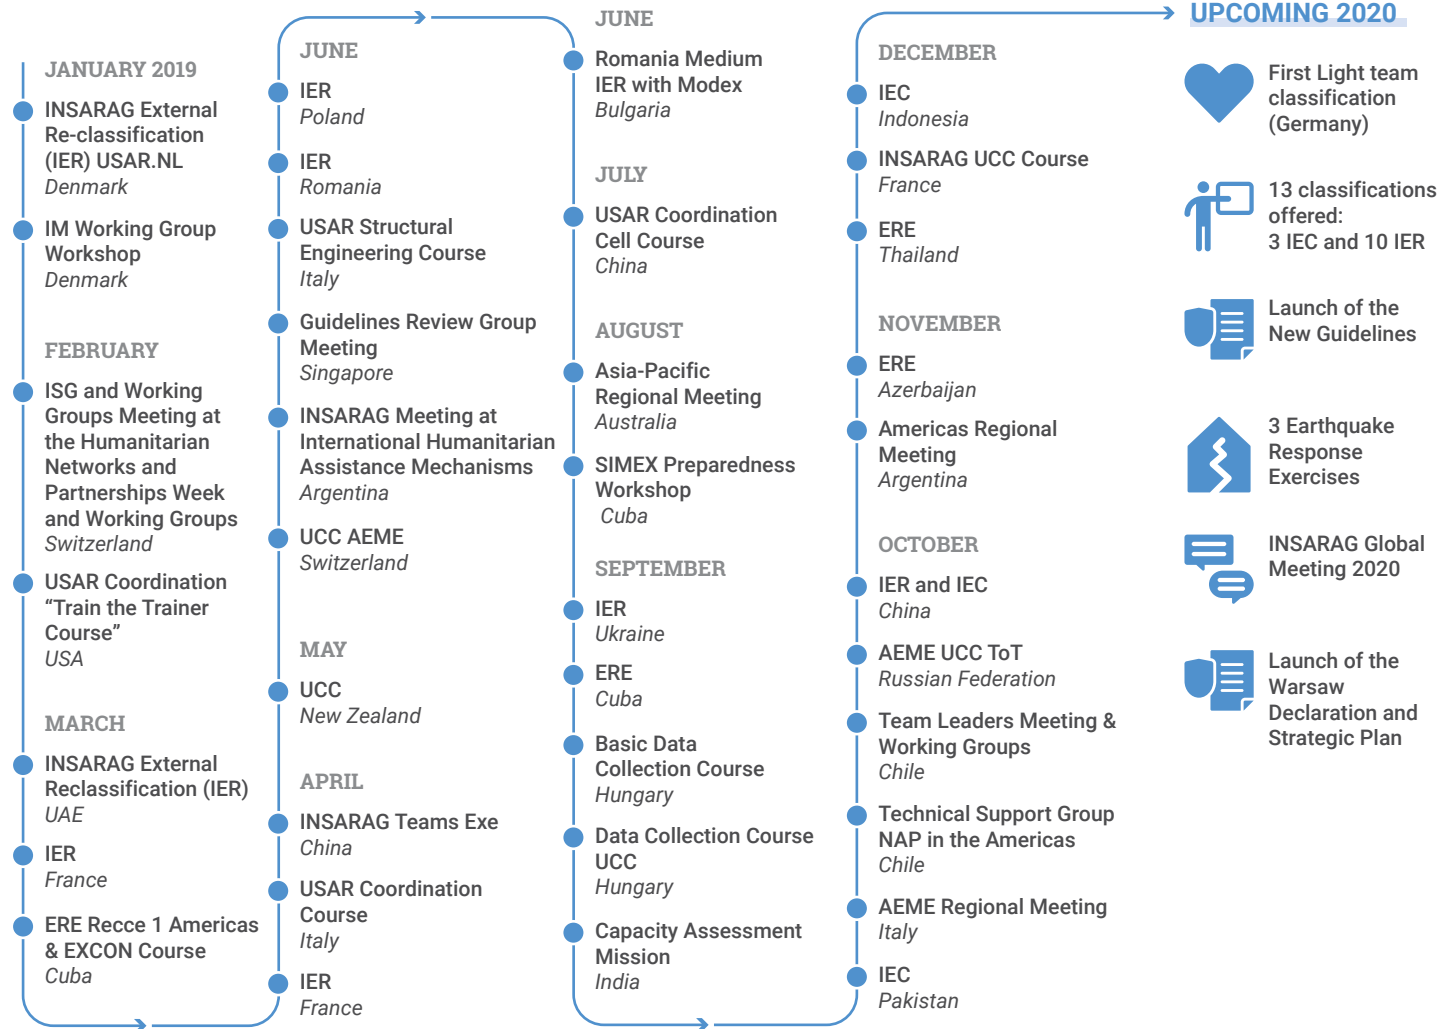 JANUARY 2019
INSARAG External
Re-classification
(IER) USAR.NL
Denmark
IM Working Group
Workshop
Denmark
FEBRUARY
ISG and Working
Groups Meeting at
the Humanitarian
Networks and
Partnerships Week
and Working Groups
Switzerland
USAR Coordination
“Train the Trainer
Course”
USA
MARCH
INSARAG External
Reclassification (IER)
UAE
IER
France
ERE Recce 1 Americas
& EXCON Course
Cuba
JUNE
IER
Poland
IER
Romania
USAR Structural
Engineering Course
Italy
Guidelines Review Group
Meeting
Singapore
INSARAG Meeting at
International Humanitarian
Assistance Mechanisms
Argentina
UCC AEME
Switzerland
MAY
UCC
New Zealand
APRIL
INSARAG Teams Exe
China
USAR Coordination
Course
Italy
IER
France
JUNE
Romania Medium
IER with Modex
Bulgaria
JULY
USAR Coordination
Cell Course
China
AUGUST
Asia-Pacific
Regional Meeting
Australia
SIMEX Preparedness
Workshop
Cuba
SEPTEMBER
IER
Ukraine
ERE
Cuba
Basic Data
Collection Course
Hungary
Data Collection Course
UCC
Hungary
Capacity Assessment
Mission
India
DECEMBER
IEC
Indonesia
INSARAG UCC Course
France
ERE
Thailand
NOVEMBER
ERE
Azerbaijan
Americas Regional
Meeting
Argentina
OCTOBER
IER and IEC
China
AEME UCC ToT
Russian Federation
Team Leaders Meeting &
Working Groups
Chile
Technical Support Group
NAP in the Americas
Chile
AEME Regional Meeting
Italy
IEC
Pakistan
UPCOMING 2020
First Light team
classification
(Germany)
13 classifications
offered:
3 IEC and 10 IER
Launch of the
New Guidelines
3 Earthquake
Response
Exercises
INSARAG Global
Meeting 2020
Launch of the
Warsaw
Declaration and
Strategic Plan